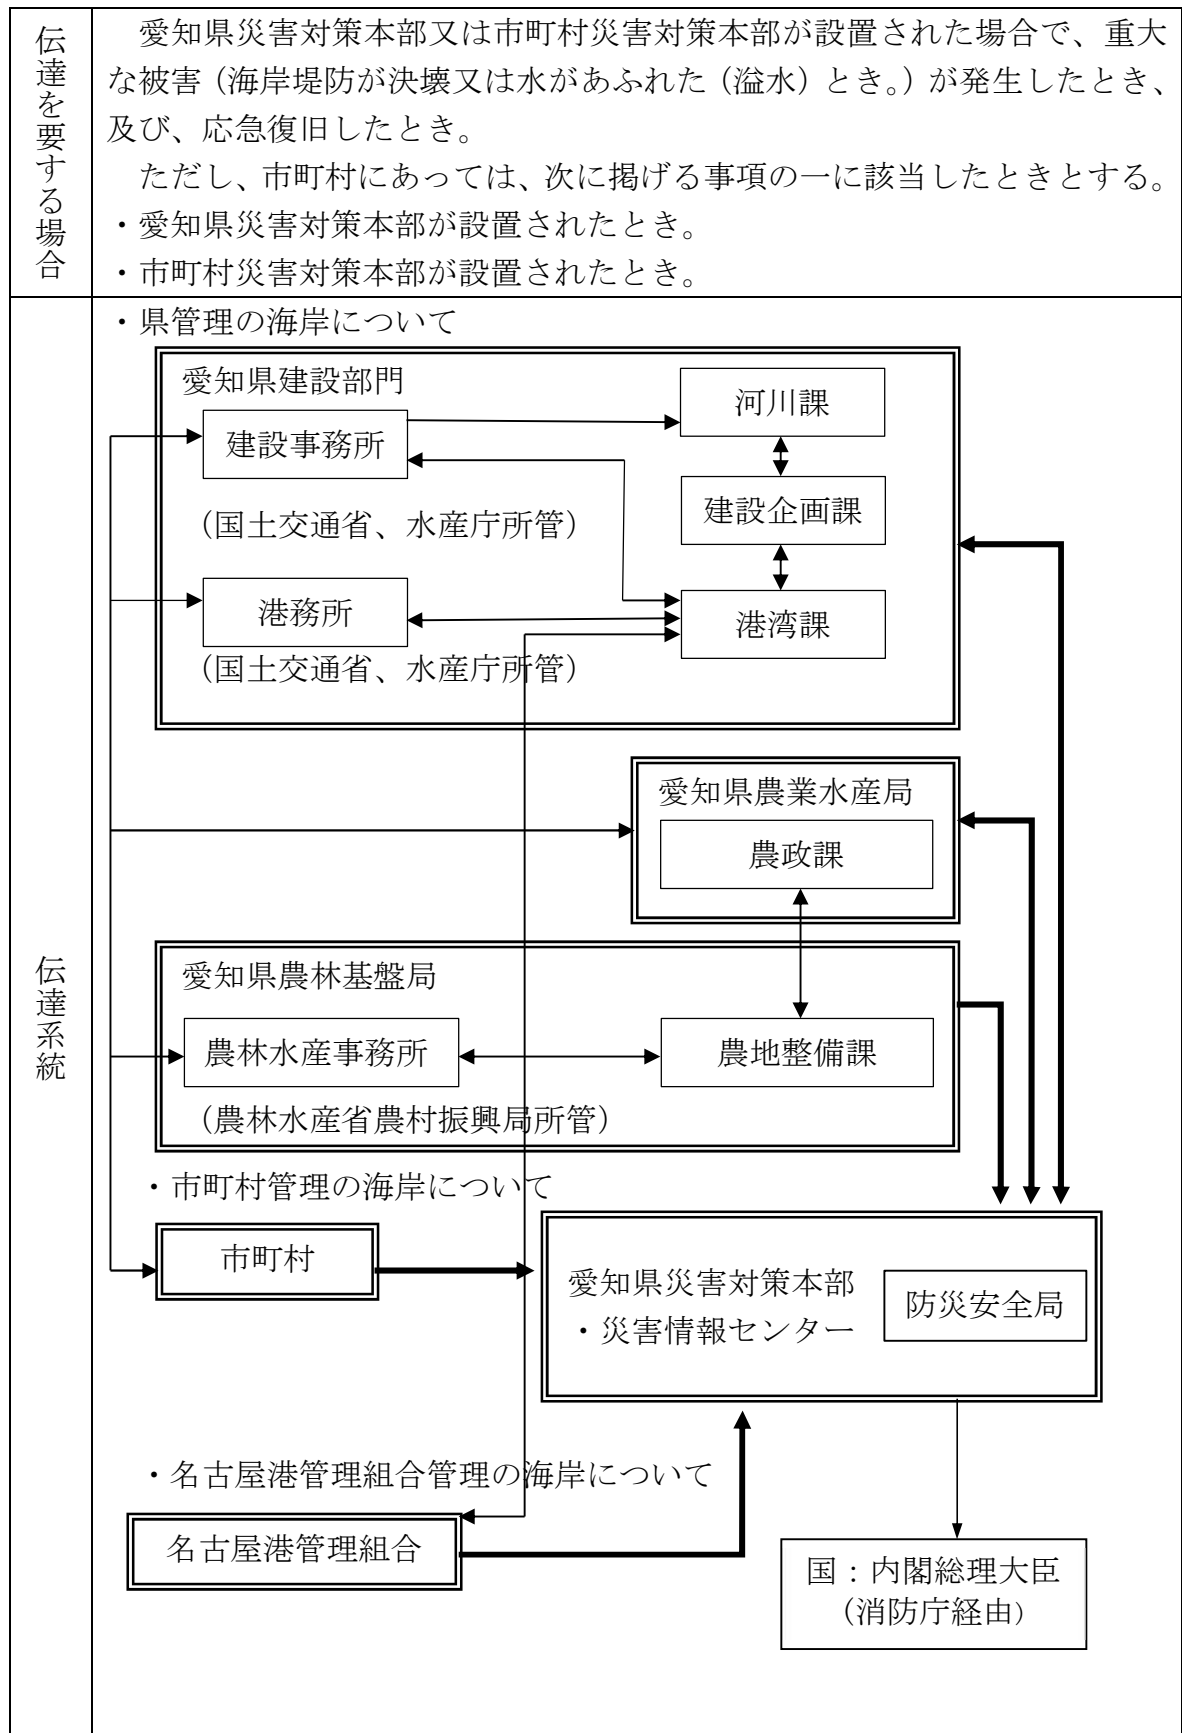 伝達を要する場合
愛知県災害対策本部又は市町村災害対策本部が設置された場合で、重大
な被害（海岸堤防が決壊又は水があふれた（溢水）とき。）が発生したとき、
及び、応急復旧したとき。
ただし、市町村にあっては、次に掲げる事項の一に該当したときとする。
・愛知県災害対策本部が設置されたとき。
・市町村災害対策本部が設置されたとき。
伝達系統
・県管理の海岸について
愛知県建設部門
河川課
建設事務所
建設企画課
（国土交通省、水産庁所管）
港務所
港湾課
（国土交通省、水産庁所管）
愛知県農業水産局
農政課
愛知県農林基盤局
農林水産事務所
農地整備課
（農林水産省農村振興局所管）
・市町村管理の海岸について
市町村
愛知県災害対策本部
・災害情報センター
防災安全局
・名古屋港管理組合管理の海岸について
名古屋港管理組合
国：内閣総理大臣
（消防庁経由）